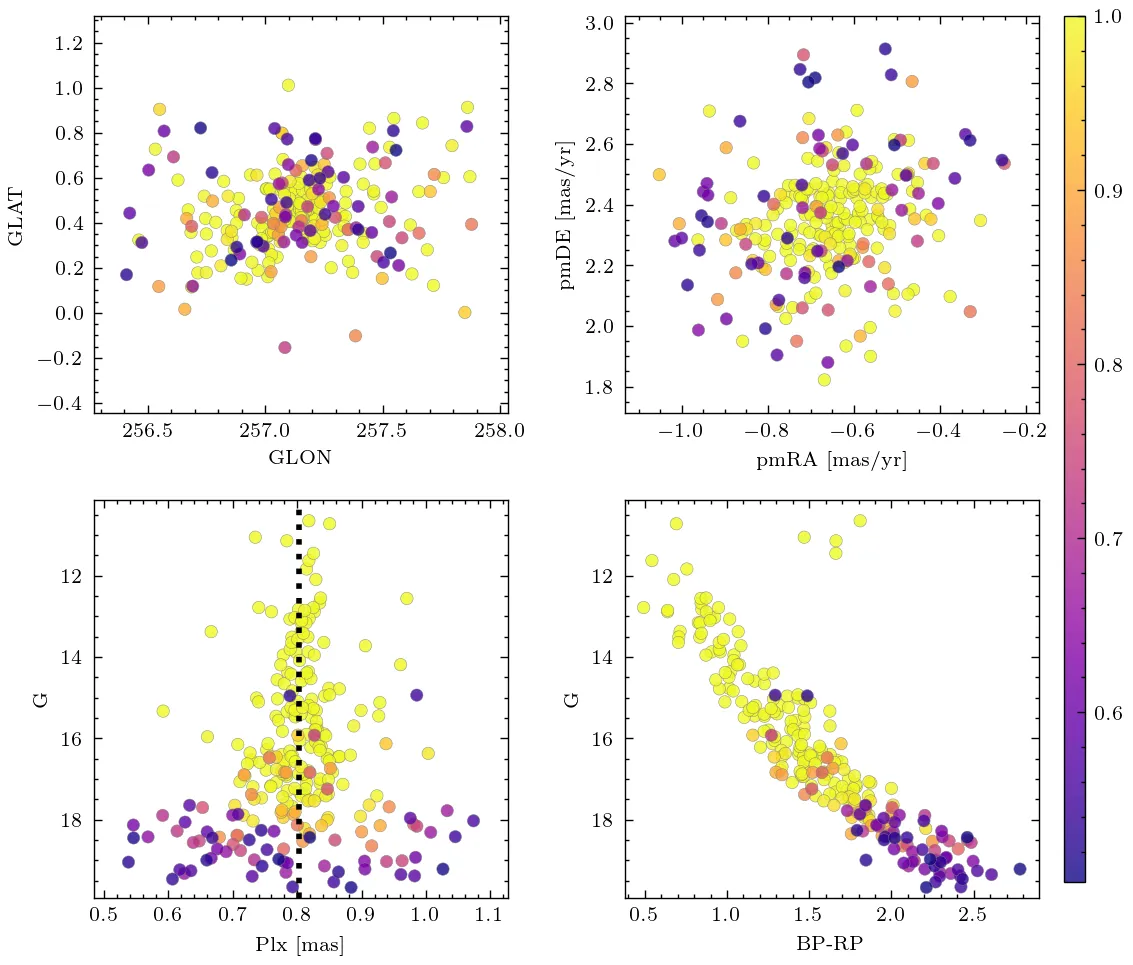 1.2
1.0
0.8
0.6
0.4
0.2
0.0
−0.2
−0.4
GLAT
256.5 257.0 257.5 258.0
GLON
3.0
2.8
2.6
2.4
2.2
2.0
1.8
pmDE [mas/yr]
−1.0 −0.8 −0.6 −0.4 −0.2
pmRA [mas/yr]
12
14
16
18
G
0.5 0.6 0.7 0.8 0.9 1.0 1.1
Plx [mas]
12
14
16
18
G
0.5 1.0 1.5 2.0 2.5
BP-RP
1.0
0.9
0.8
0.7
0.6